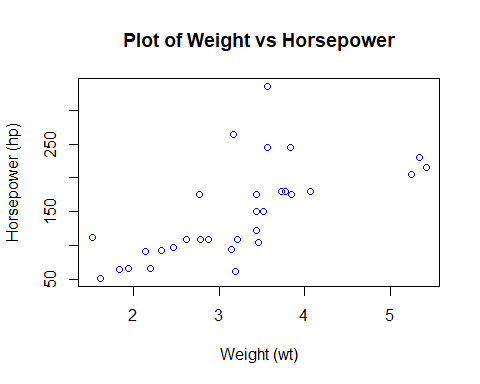 Plot of Weight vs Horsepower
Horsepower (hp)
250
150
50
2 3 4 5
Weight (wt)